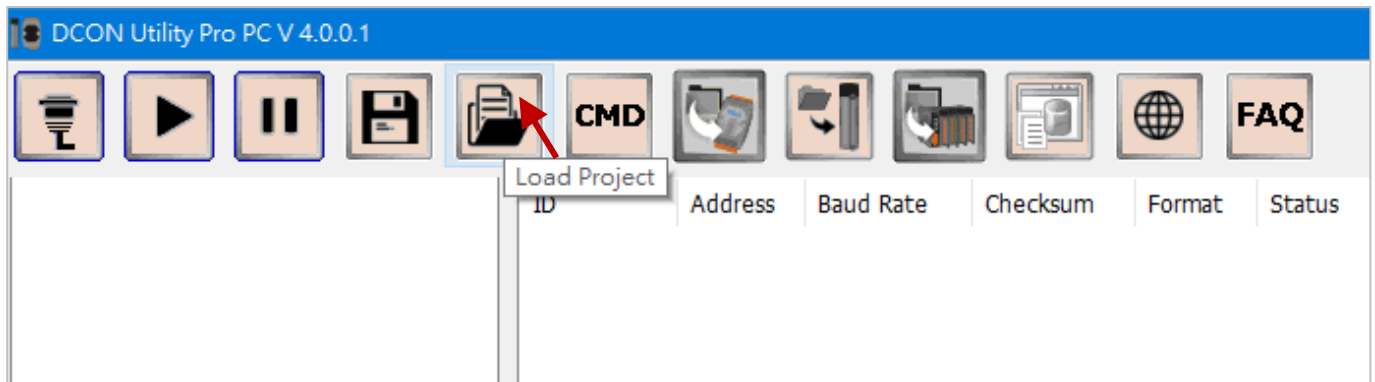 DCON Utility Pro PC V 4.0.0.1
CMD FAQ
Load Project
ID Address Baud Rate Checksum Format Status